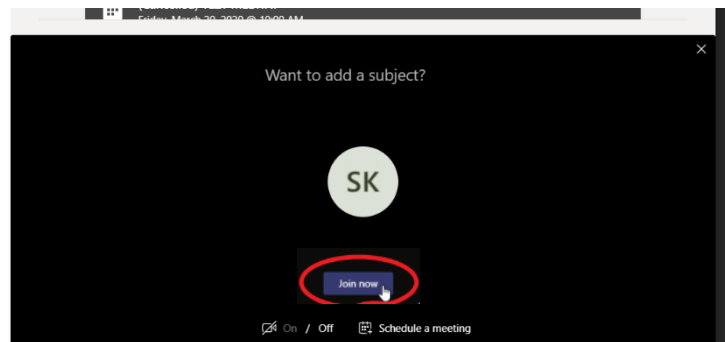 Friday, March 20, 2020 @ 10:00 AM
Want to add a subject?
SK
Join now
On / Off Schedule a meeting